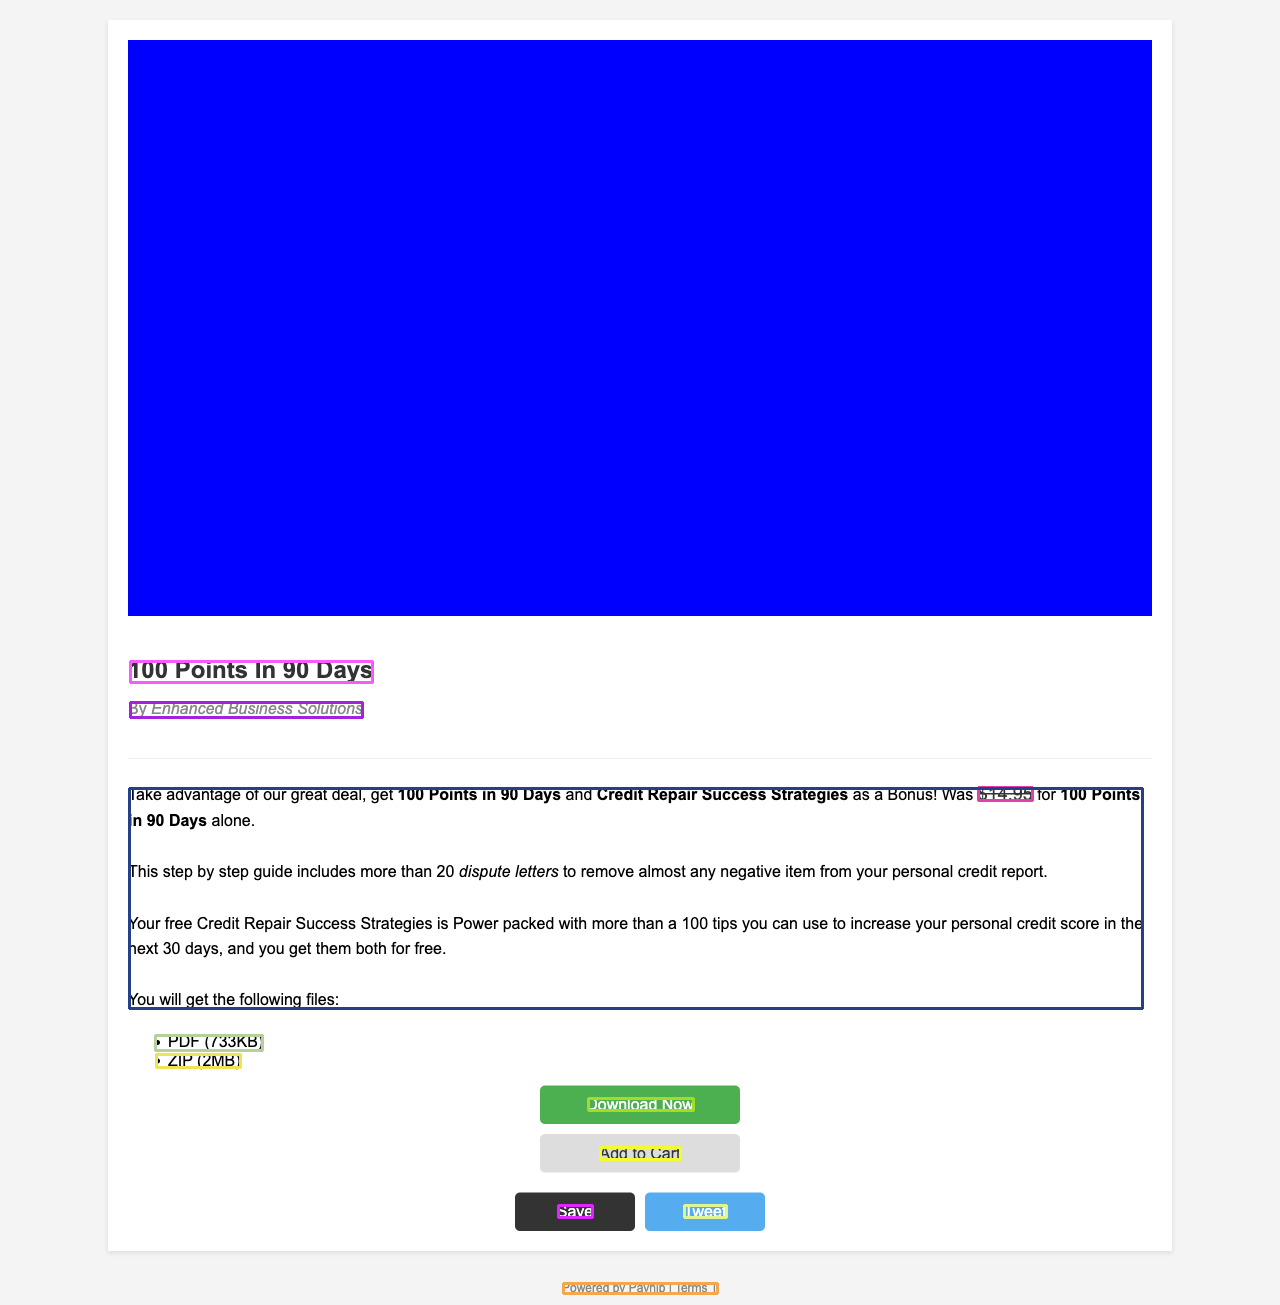 100 Points In 90 Days
By Enhanced Business Solutions
Take advantage of our great deal, get 100 Points in 90 Days and Credit Repair Success Strategies as a Bonus! Was $14.95 for 100 Points
in 90 Days alone.
This step by step guide includes more than 20 dispute letters to remove almost any negative item from your personal credit report.
Your free Credit Repair Success Strategies is Power packed with more than a 100 tips you can use to increase your personal credit score in the
next 30 days, and you get them both for free.
You will get the following files:
• PDF (733KB)
• ZIP (2MB)
Download Now
Add to Cart
Save Tweet
Powered by Payhip | Terms